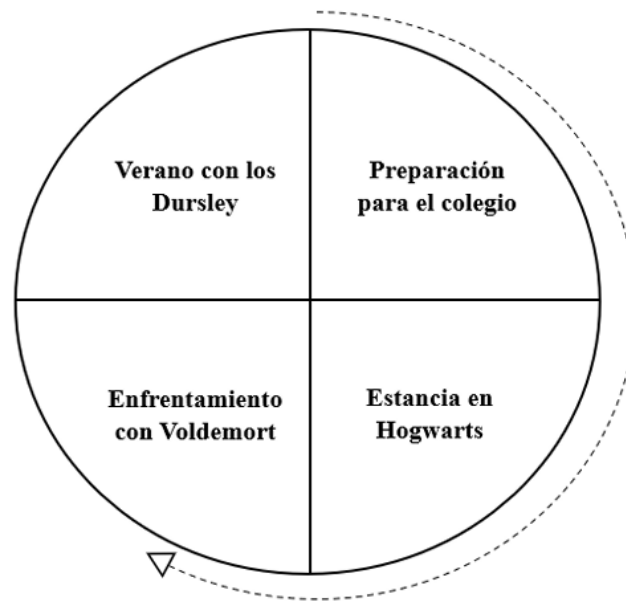 Verano con los
Dursley
Preparación
para el colegio
Enfrentamiento
con Voldemort
Estancia en
Hogwarts